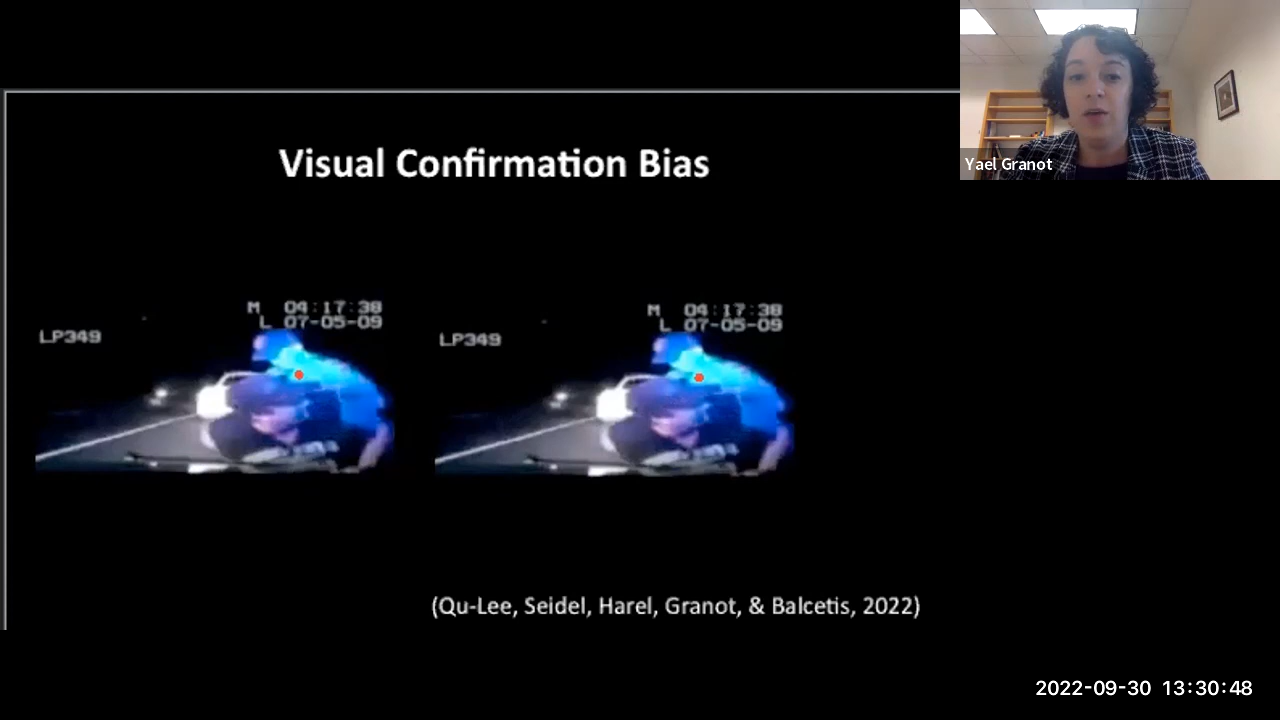 Visual Confirmation Bias
M 04:17:38
L 07-05-09
LP349
M 04:17:38
L 07-05-09
LP349
(Qu-Lee, Seidel, Harel, Granot, & Balcetis, 2022)
Yael Granot
2022-09-30 13:30:48